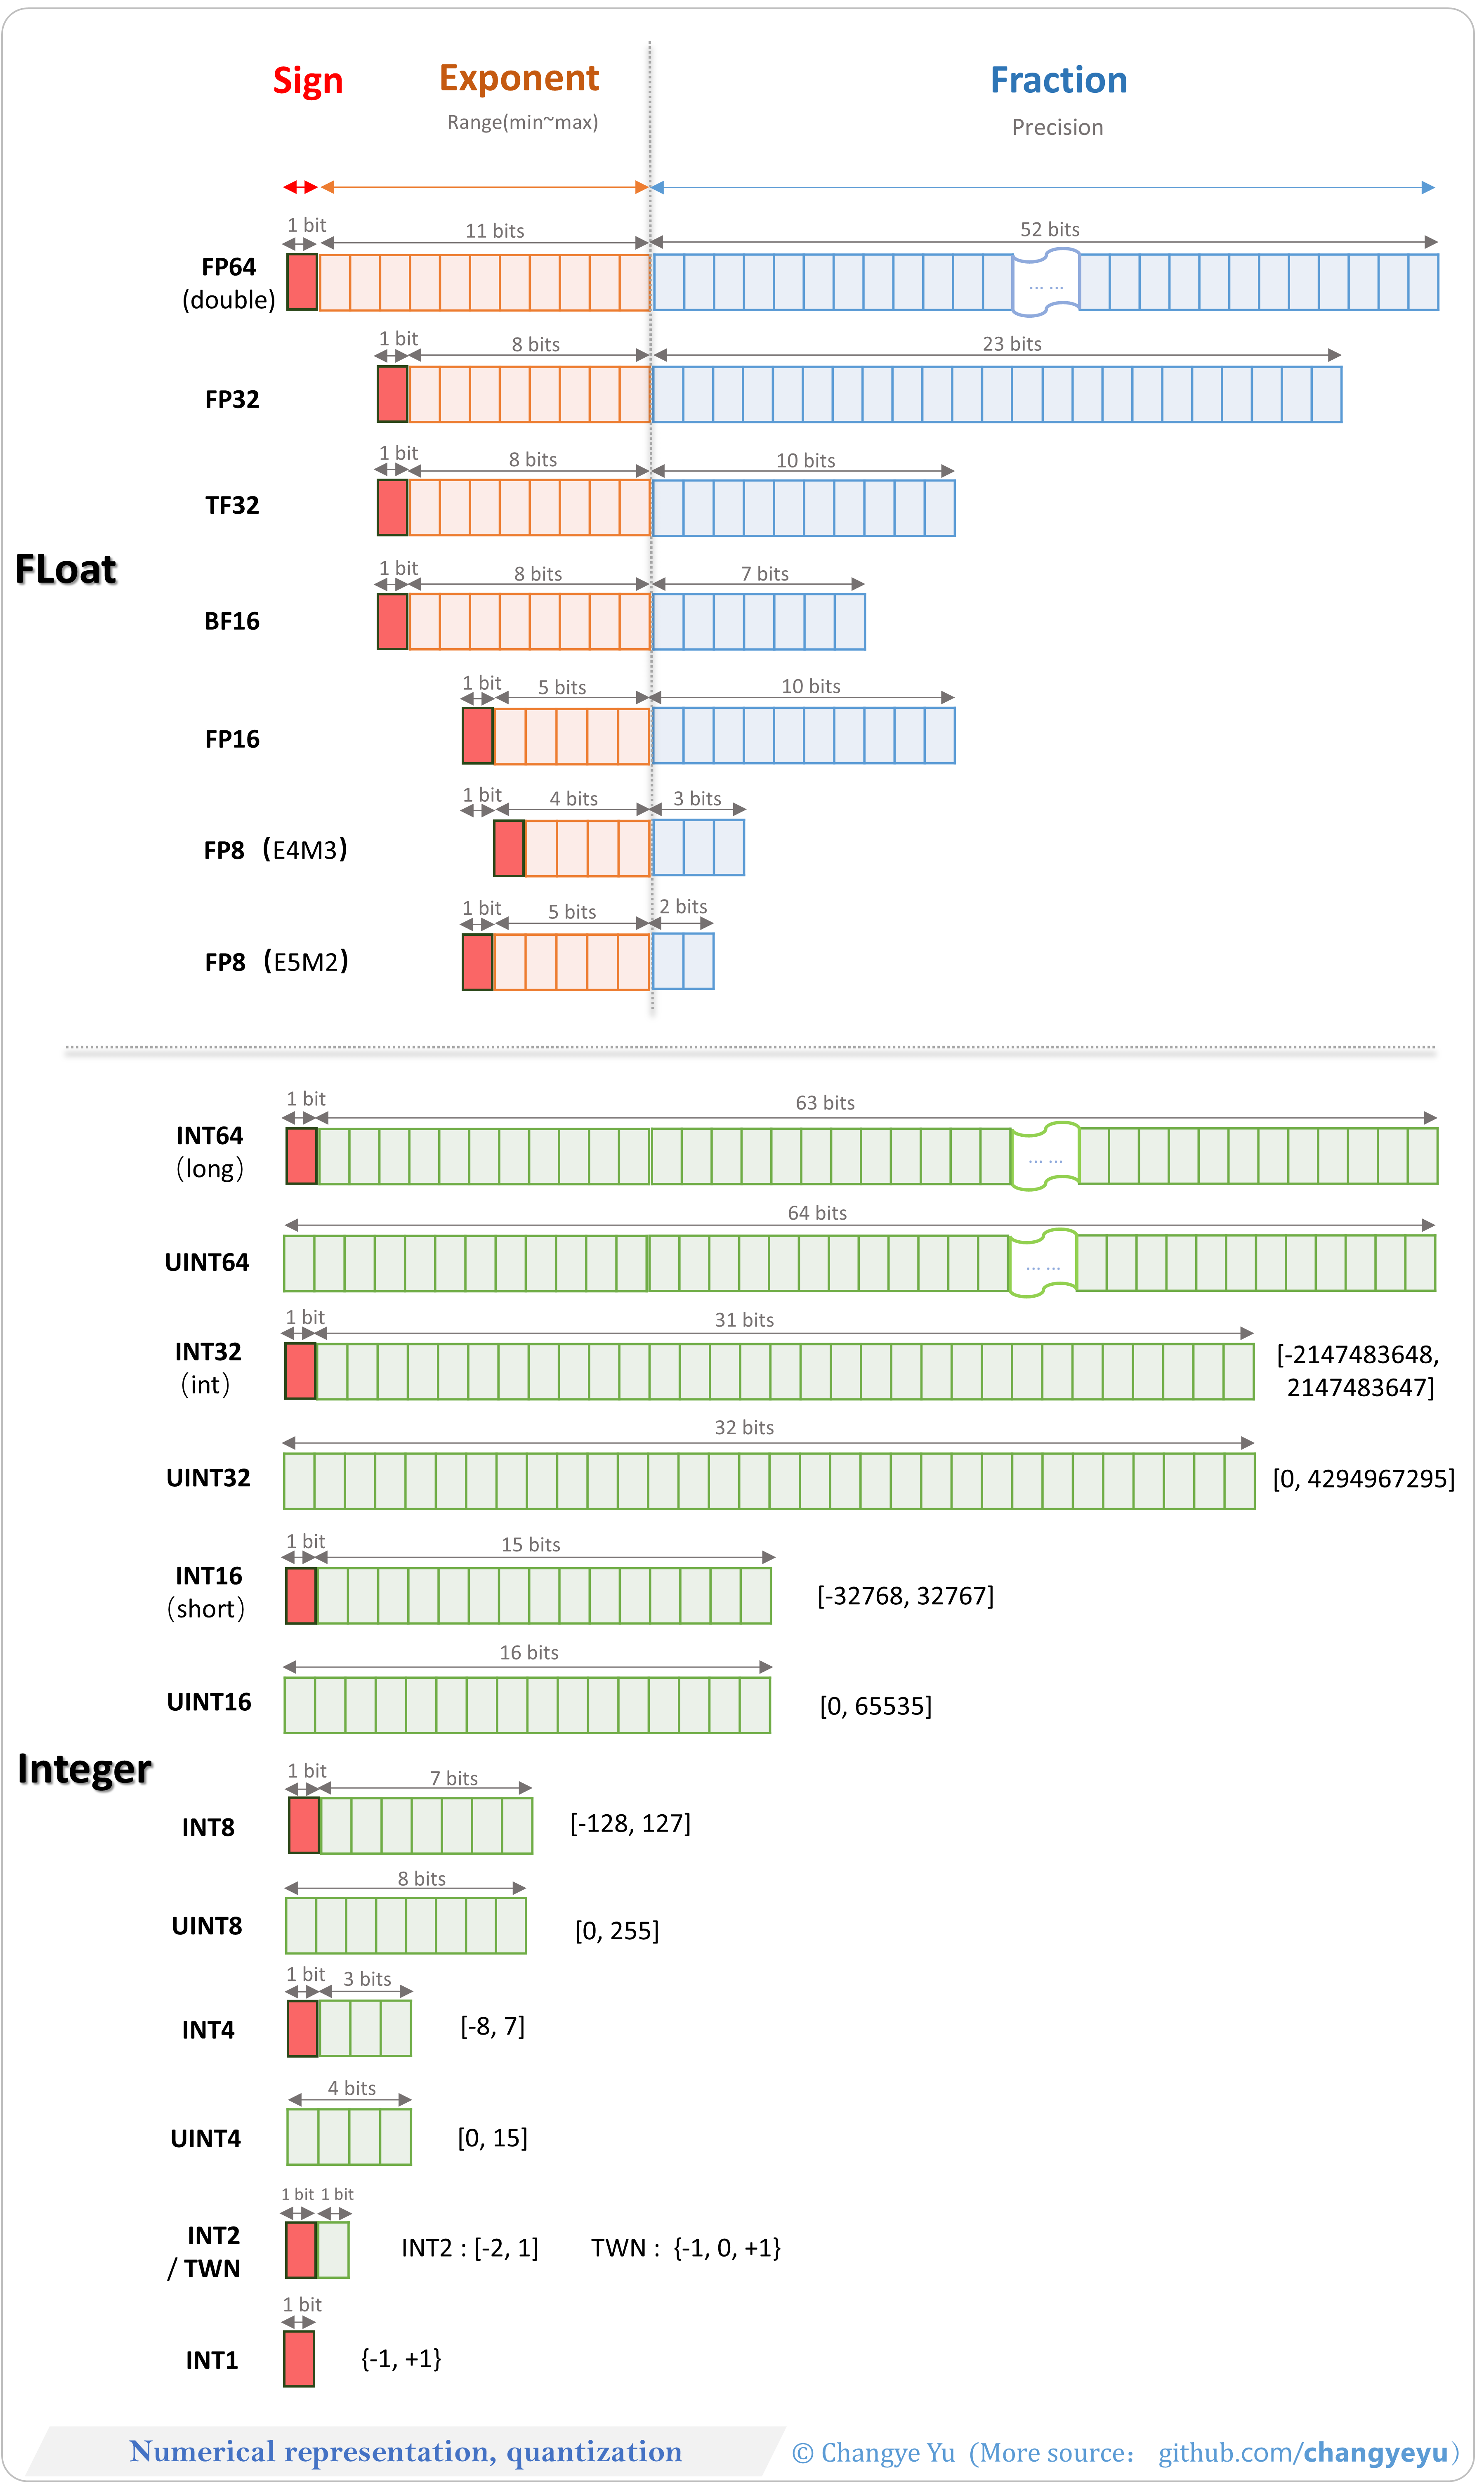 Sign
Exponent
Fraction
Range(min~max)
Precision
1 bit
11 bits
52 bits
FP64
(double)
... ...
1 bit
8 bits
23 bits
FP32
1 bit
8 bits
10 bits
TF32
FLoat
1 bit
8 bits
7 bits
BF16
1 bit
5 bits
10 bits
FP16
1 bit
4 bits
3 bits
FP8（E4M3）
1 bit
5 bits
2 bits
FP8（E5M2）
1 bit
63 bits
INT64
（long）
... ...
64 bits
UINT64
... ...
1 bit
31 bits
INT32
（int）
[-2147483648,
2147483647]
32 bits
UINT32
[0, 4294967295]
1 bit
15 bits
INT16
（short）
[-32768, 32767]
16 bits
UINT16
[0, 65535]
Integer
1 bit
7 bits
INT8
[-128, 127]
8 bits
UINT8
[0, 255]
1 bit
3 bits
INT4
[-8, 7]
4 bits
UINT4
[0, 15]
1 bit
1 bit
INT2
/ TWN
INT2 : [-2, 1]
TWN : {-1, 0, +1}
1 bit
INT1
{-1, +1}
Numerical representation, quantization
© Changye Yu (More source： github.com/changyeyu）